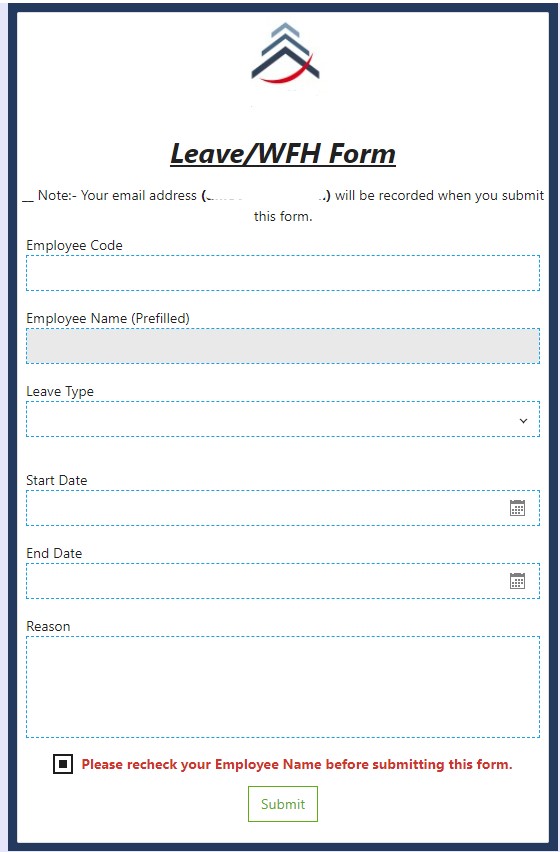 Leave/WFH Form
__ Note:- Your email address ( .) will be recorded when you submit
this form.
Employee Code
Employee Name (Prefilled)
Leave Type
Start Date
End Date
Reason
Please recheck your Employee Name before submitting this form.
Submit